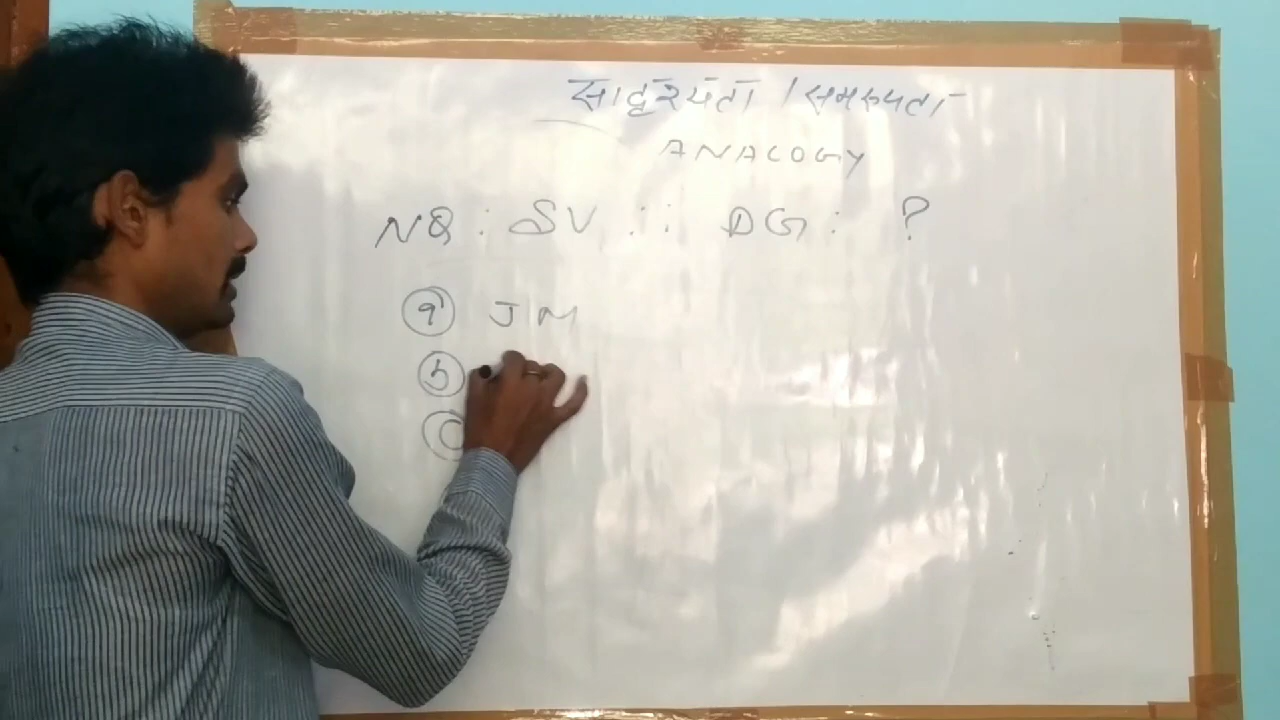 सादृश्यता / समरुपता
ANALOGY
NQ : SV :: DG : ?
(a) JM
(b)
(c)